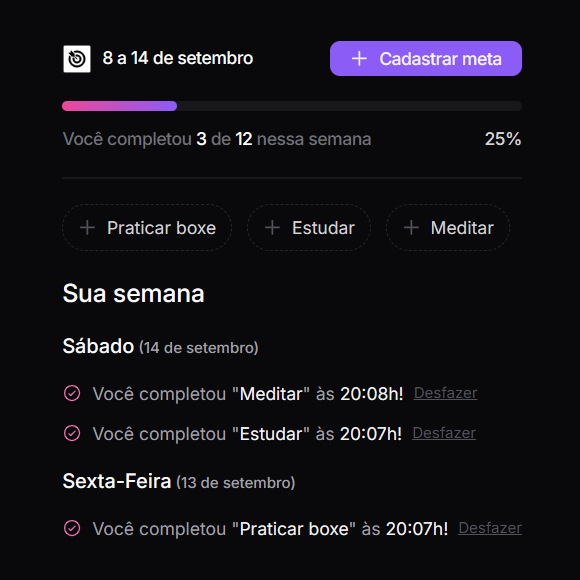 8 a 14 de setembro
Cadastrar meta
Você completou 3 de 12 nessa semana 25%
Praticar boxe Estudar Meditar
Sua semana
Sábado (14 de setembro)
Você completou "Meditar" às 20:08h! Desfazer
Você completou "Estudar" às 20:07h! Desfazer
Sexta-Feira (13 de setembro)
Você completou "Praticar boxe" às 20:07h! Desfazer